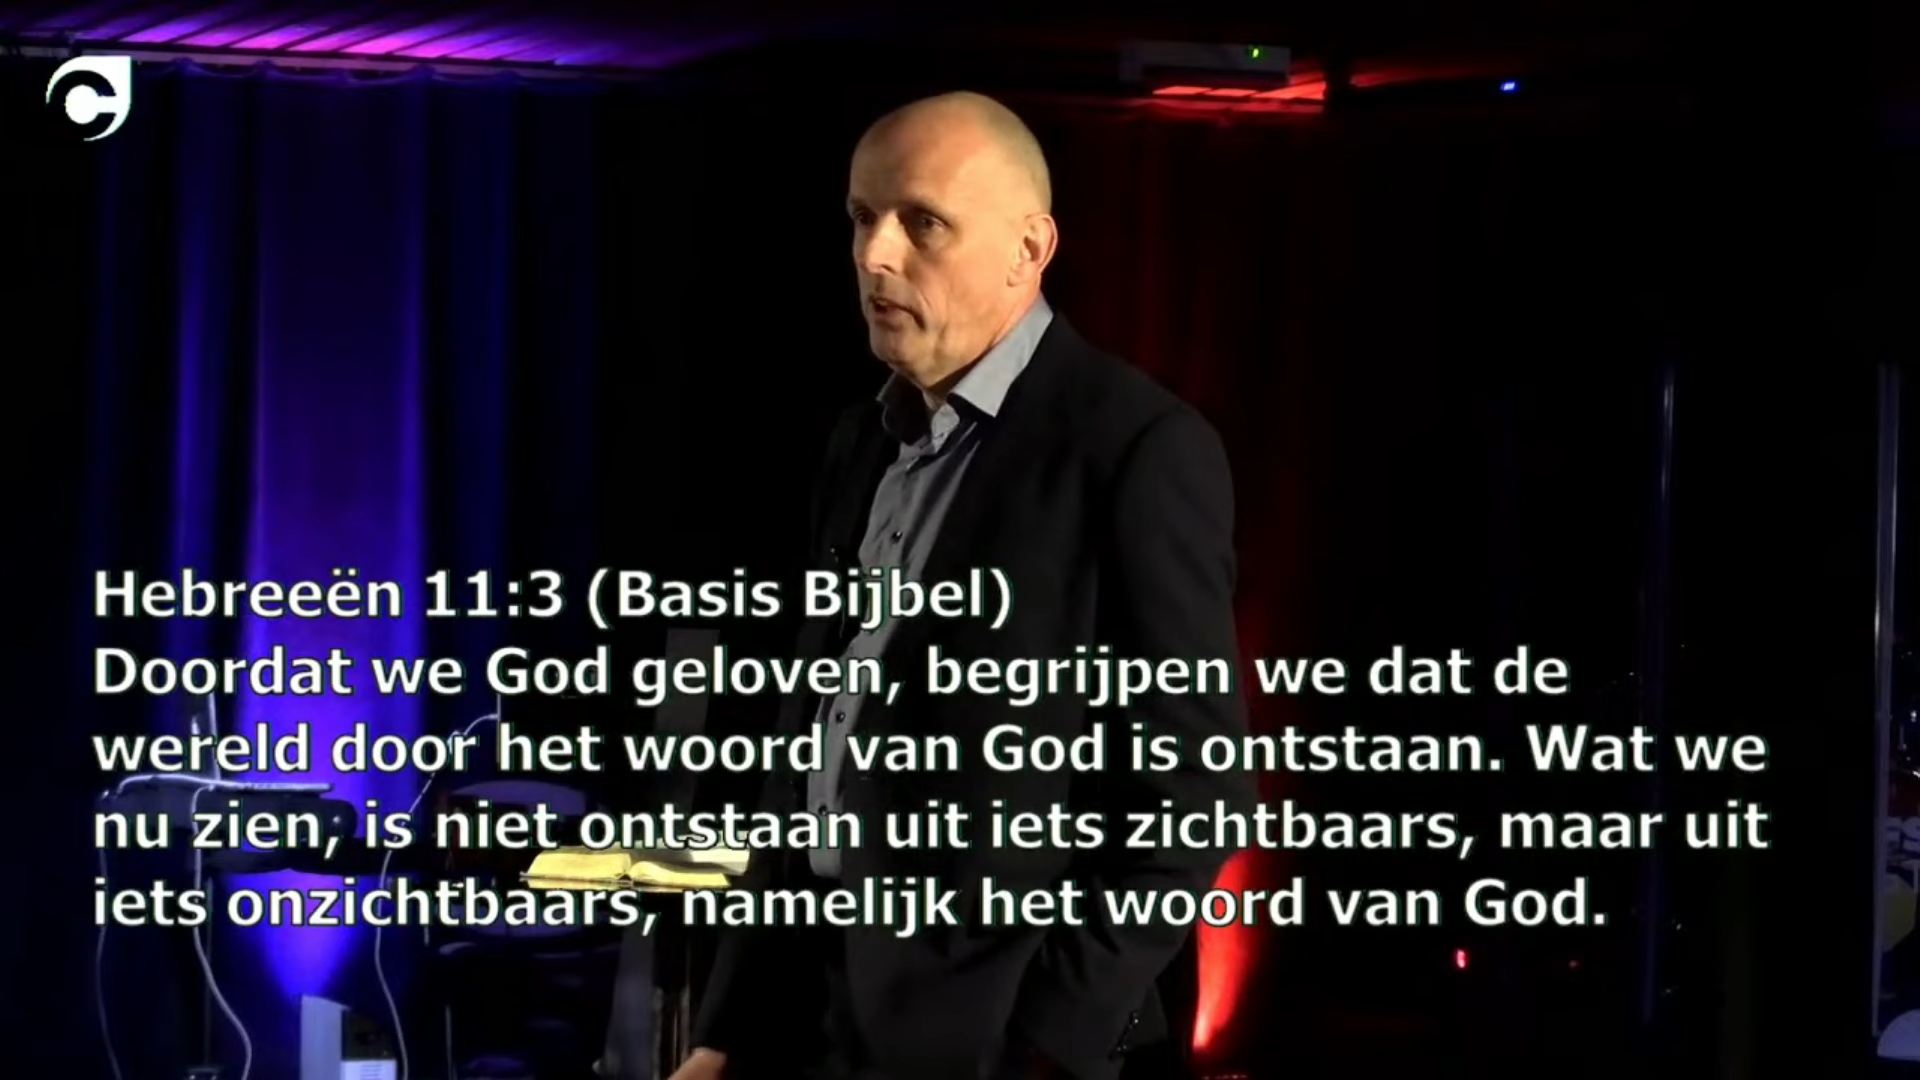 Hebreeën 11:3 (Basis Bijbel)
Doordat we God geloven, begrijpen we dat de
wereld door het woord van God is ontstaan. Wat we
nu zien, is niet ontstaan uit iets zichtbaars, maar uit
iets onzichtbaars, namelijk het woord van God.